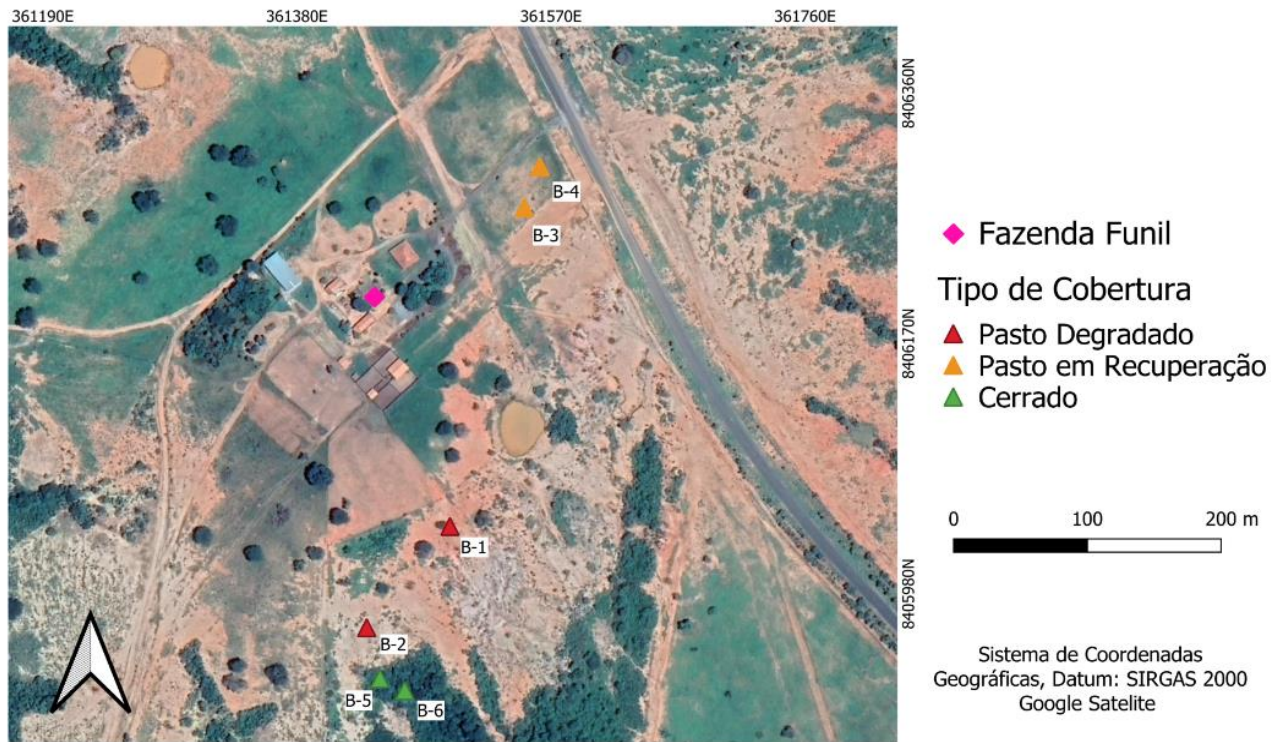 361190E
361380E
361570E
361760E
8406360N
8406170N
8405980N
B-4
B-3
B-1
B-2
B-5
B-6
Fazenda Funil
Tipo de Cobertura
Pasto Degradado
Pasto em Recuperação
Cerrado
0 100 200 m
Sistema de Coordenadas
Geográficas, Datum: SIRGAS 2000
Google Satelite